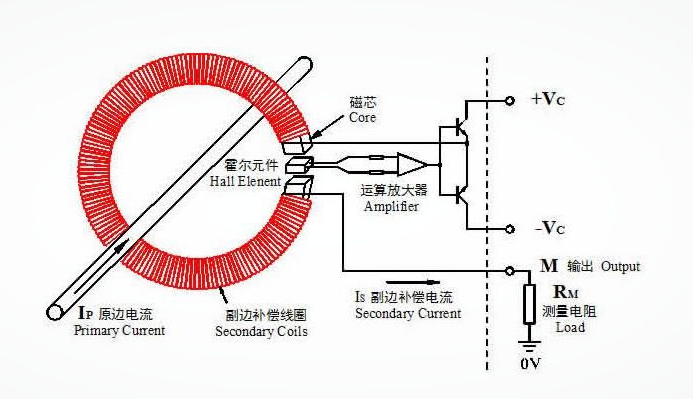 磁芯
Core
+VC
霍尔元件
Hall Elenent
运算放大器
Amplifier
-VC
M 输出 Output
IS 副边补偿电流
Secondary Current
RM
测量电阻
Load
0V
IP 原边电流
Primary Current
副边补偿线圈
Secondary Coils